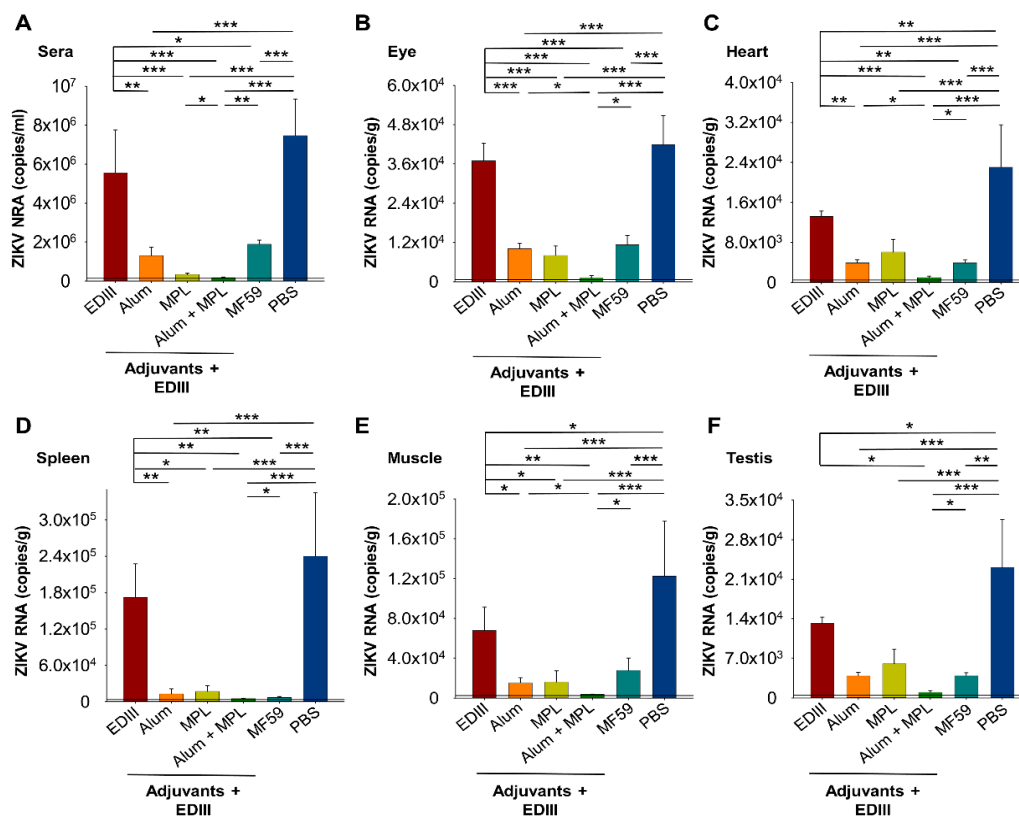 A
Sera
***
*
*** ***
*** ***
***
** * **
ZIKV NRA (copies/ml)
10⁷
8x10⁶
6x10⁶
4x10⁶
2x10⁶
0
EDIII Alum MPL Alum + MPL MF59 PBS
Adjuvants +
EDIII
B
Eye
***
***
*** ***
*** ***
*** * ***
*
ZIKV RNA (copies/g)
6.0x10⁴
4.8x10⁴
3.6x10⁴
2.4x10⁴
1.2x10⁴
0
EDIII Alum MPL Alum + MPL MF59 PBS
Adjuvants +
EDIII
C
Heart
**
***
**
*** ***
***
** * ***
*
ZIKV RNA (copies/g)
4.0x10⁴
3.2x10⁴
2.4x10⁴
1.6x10⁴
8.0x10³
0
EDIII Alum MPL Alum + MPL MF59 PBS
Adjuvants +
EDIII
D
Spleen
***
**
** ***
* ***
** ***
*
ZIKV RNA (copies/g)
3.0x10⁵
2.4x10⁵
1.8x10⁵
1.2x10⁵
6.0x10⁴
0
EDIII Alum MPL Alum + MPL MF59 PBS
Adjuvants +
EDIII
E
Muscle
*
***
** ***
* ***
* * ***
*
ZIKV RNA (copies/g)
2.0x10⁵
1.6x10⁵
1.2x10⁵
8.0x10⁴
4.0x10⁴
0
EDIII Alum MPL Alum + MPL MF59 PBS
Adjuvants +
EDIII
F
Testis
*
***
* **
***
***
*
ZIKV RNA (copies/g)
3.5x10⁴
2.8x10⁴
2.1x10⁴
1.4x10⁴
7.0x10³
0
EDIII Alum MPL Alum + MPL MF59 PBS
Adjuvants +
EDIII